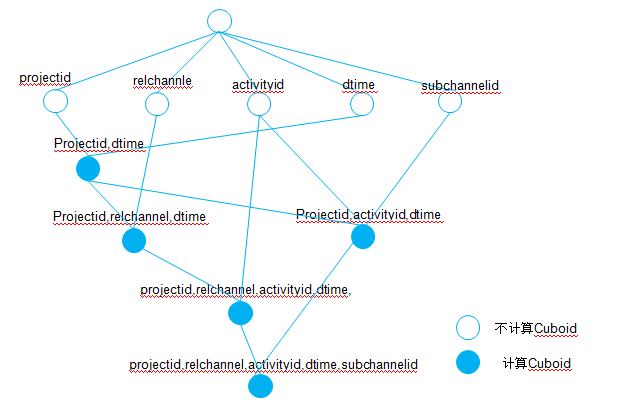 projectid
relchannle
activityid
dtime
subchannelid
Projectid,dtime
Projectid,relchannel,dtime
Projectid,activityid,dtime
projectid,relchannel,activityid,dtime,
projectid,relchannel,activityid,dtime,subchannelid
不计算Cuboid
计算Cuboid